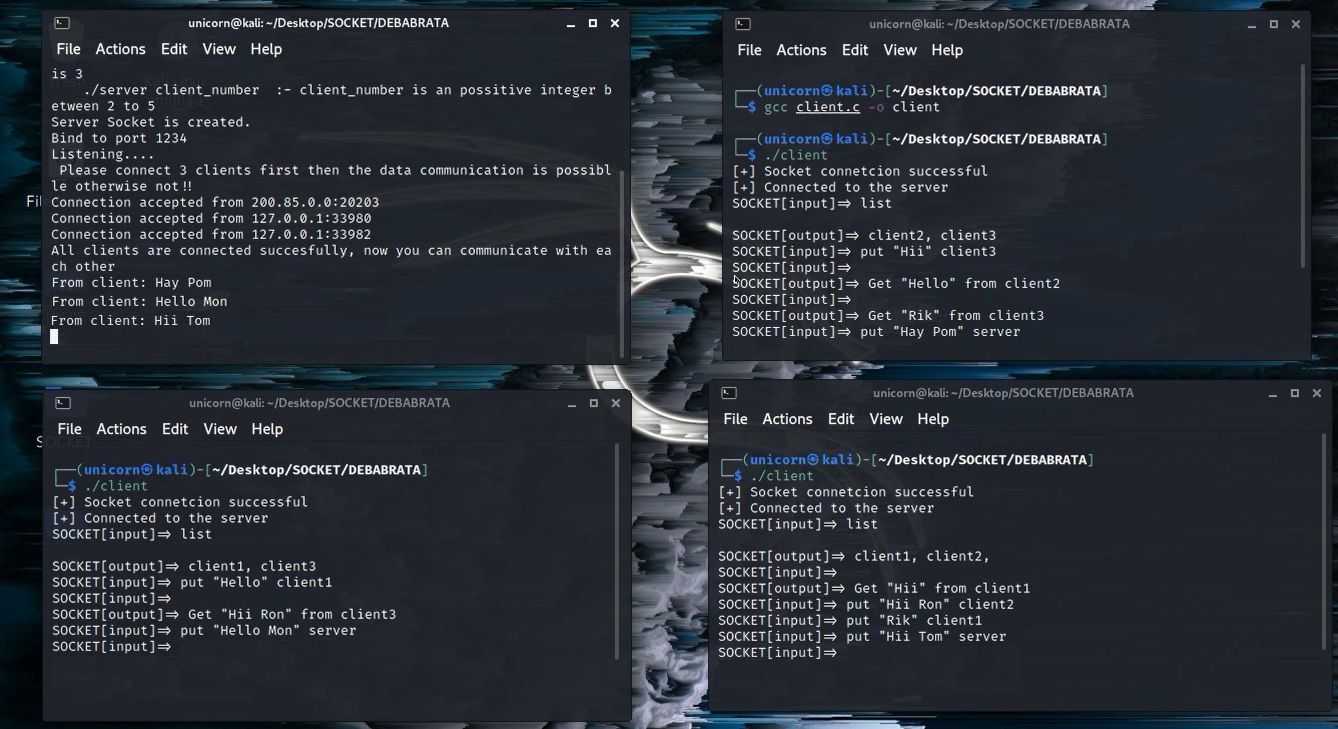 unicorn@kali: ~/Desktop/SOCKET/DEBABRATA
File Actions Edit View Help
is 3
    ./server client_number  :- client_number is an possitive integer b
etween 2 to 5
Server Socket is created.
Bind to port 1234
Listening....
 Please connect 3 clients first then the data communication is possibl
le otherwise not!!
Connection accepted from 200.85.0.0:20203
Connection accepted from 127.0.0.1:33980
Connection accepted from 127.0.0.1:33982
All clients are connected succesfully, now you can communicate with ea
ch other
From client: Hay Pom
From client: Hello Mon
From client: Hii Tom
unicorn@kali: ~/Desktop/SOCKET/DEBABRATA
File Actions Edit View Help
┌──(unicorn㉿kali)-[~/Desktop/SOCKET/DEBABRATA]
└─$ gcc client.c -o client
┌──(unicorn㉿kali)-[~/Desktop/SOCKET/DEBABRATA]
└─$ ./client
[+] Socket connetcion successful
[+] Connected to the server
SOCKET[input]⇒ list
SOCKET[output]⇒ client2, client3
SOCKET[input]⇒ put "Hii" client3
SOCKET[input]⇒
SOCKET[output]⇒ Get "Hello" from client2
SOCKET[input]⇒
SOCKET[output]⇒ Get "Rik" from client3
SOCKET[input]⇒ put "Hay Pom" server
unicorn@kali: ~/Desktop/SOCKET/DEBABRATA
File Actions Edit View Help
┌──(unicorn㉿kali)-[~/Desktop/SOCKET/DEBABRATA]
└─$ ./client
[+] Socket connetcion successful
[+] Connected to the server
SOCKET[input]⇒ list
SOCKET[output]⇒ client1, client3
SOCKET[input]⇒ put "Hello" client1
SOCKET[input]⇒
SOCKET[output]⇒ Get "Hii Ron" from client3
SOCKET[input]⇒ put "Hello Mon" server
SOCKET[input]⇒
unicorn@kali: ~/Desktop/SOCKET/DEBABRATA
File Actions Edit View Help
┌──(unicorn㉿kali)-[~/Desktop/SOCKET/DEBABRATA]
└─$ ./client
[+] Socket connetcion successful
[+] Connected to the server
SOCKET[input]⇒ list
SOCKET[output]⇒ client1, client2,
SOCKET[input]⇒
SOCKET[output]⇒ Get "Hii" from client1
SOCKET[input]⇒ put "Hii Ron" client2
SOCKET[input]⇒ put "Rik" client1
SOCKET[input]⇒ put "Hii Tom" server
SOCKET[input]⇒